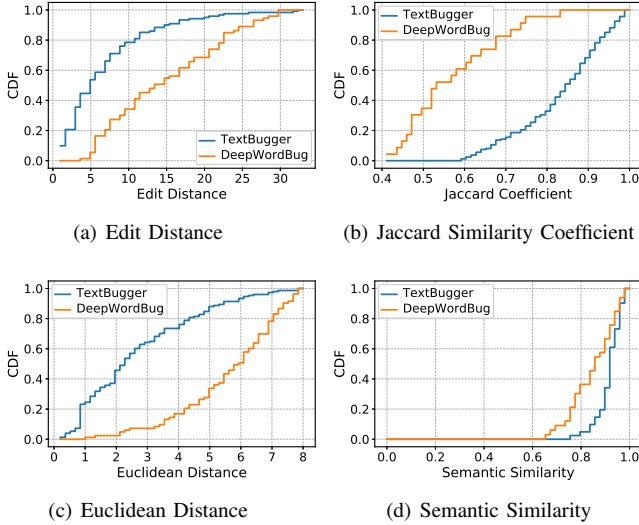 1.0
0.8
0.6
0.4
0.2
0.0
CDF
TextBugger
DeepWordBug
0 5 10 15 20 25 30
Edit Distance
(a) Edit Distance
1.0
0.8
0.6
0.4
0.2
0.0
CDF
TextBugger
DeepWordBug
0.4 0.5 0.6 0.7 0.8 0.9 1.0
Jaccard Coefficient
(b) Jaccard Similarity Coefficient
1.0
0.8
0.6
0.4
0.2
0.0
CDF
TextBugger
DeepWordBug
0 1 2 3 4 5 6 7 8
Euclidean Distance
(c) Euclidean Distance
1.0
0.8
0.6
0.4
0.2
0.0
CDF
TextBugger
DeepWordBug
0.0 0.2 0.4 0.6 0.8 1.0
Semantic Similarity
(d) Semantic Similarity